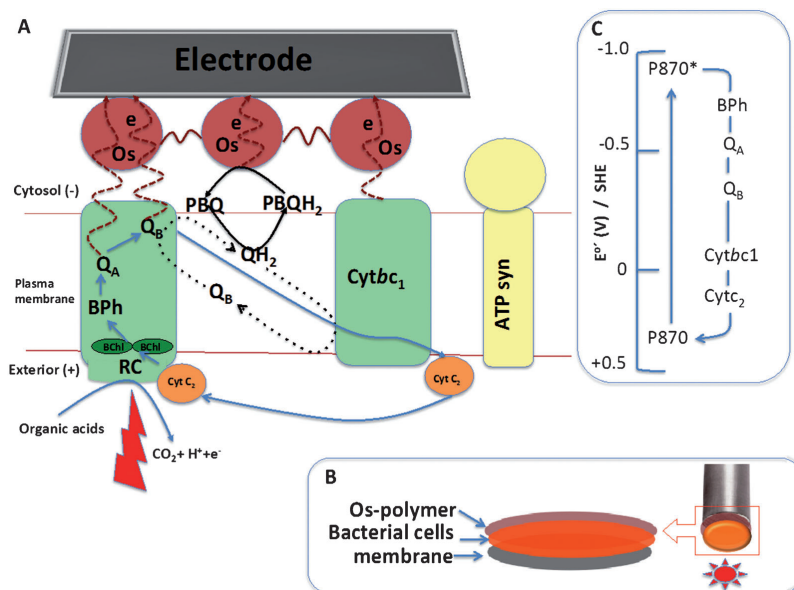 A
Electrode
e
Os
e
Os
e
Os
Cytosol (-)
PBQ
PBQH2
QB
QH2
QA
Plasma
membrane
BPh
QB
Cytbc1
ATP syn
BChl
BChl
RC
Exterior (+)
Cyt C2
Cyt C2
Organic acids
CO2+ H++e-
C
-1.0
-0.5
0
+0.5
Eo′ (V) / SHE
P870*
BPh
QA
QB
Cytbc1
Cytc2
P870
B
Os-polymer
Bacterial cells
membrane